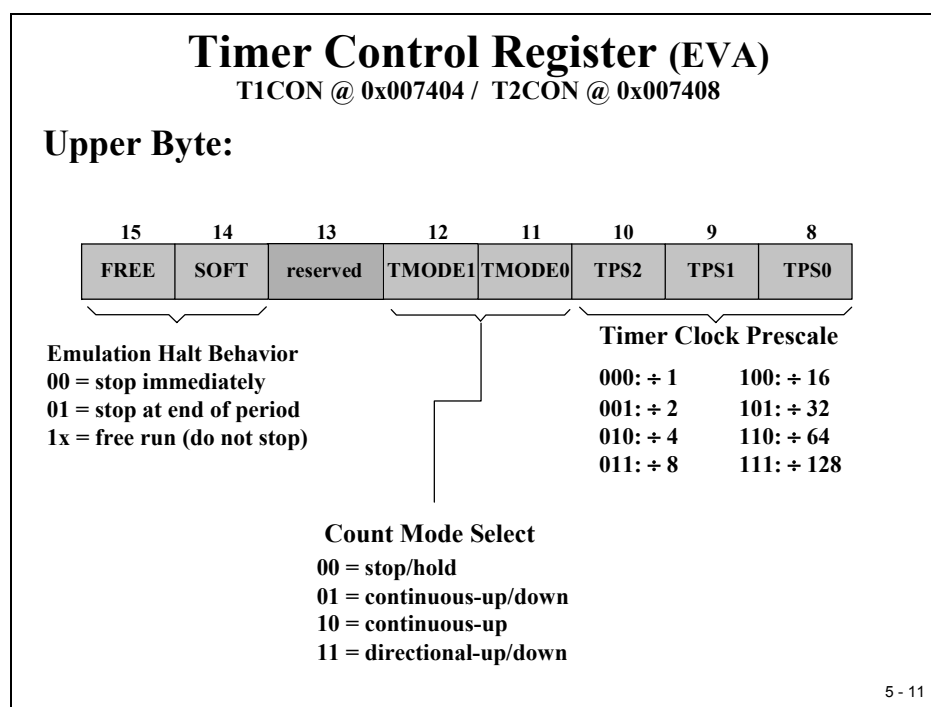 Timer Control Register (EVA)
T1CON @ 0x007404 / T2CON @ 0x007408
Upper Byte:
15 14 13 12 11 10 9 8
FREE SOFT reserved TMODE1 TMODE0 TPS2 TPS1 TPS0
Emulation Halt Behavior
00 = stop immediately
01 = stop at end of period
1x = free run (do not stop)
Timer Clock Prescale
000: ÷ 1 100: ÷ 16
001: ÷ 2 101: ÷ 32
010: ÷ 4 110: ÷ 64
011: ÷ 8 111: ÷ 128
Count Mode Select
00 = stop/hold
01 = continuous-up/down
10 = continuous-up
11 = directional-up/down
5 - 11